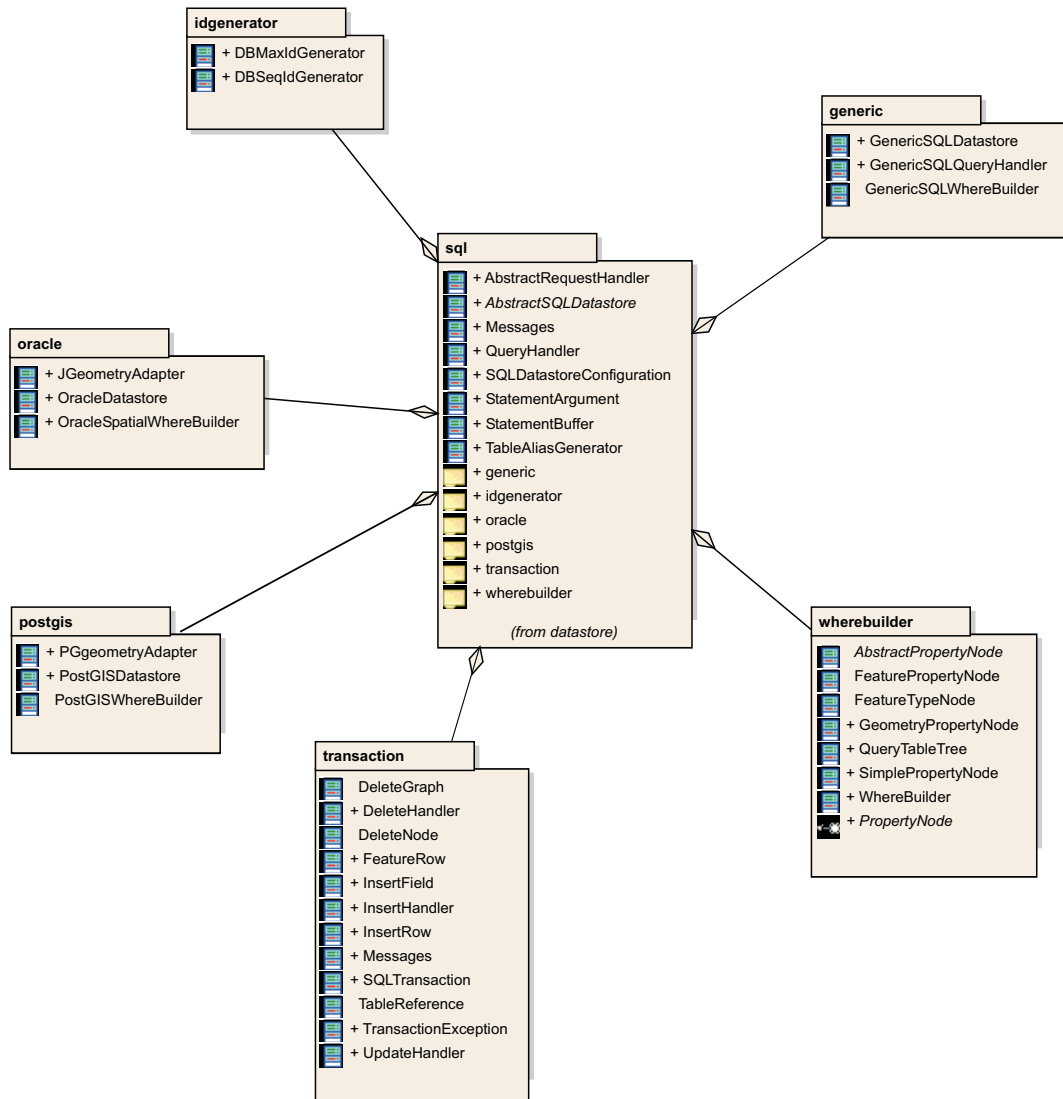 idgenerator
+ DBMaxIdGenerator
+ DBSeqIdGenerator
generic
+ GenericSQLDatastore
+ GenericSQLQueryHandler
GenericSQLWhereBuilder
sql
+ AbstractRequestHandler
+ AbstractSQLDatastore
+ Messages
+ QueryHandler
+ SQLDatastoreConfiguration
+ StatementArgument
+ StatementBuffer
+ TableAliasGenerator
+ generic
+ idgenerator
+ oracle
+ postgis
+ transaction
+ wherebuilder
(from datastore)
oracle
+ JGeometryAdapter
+ OracleDatastore
+ OracleSpatialWhereBuilder
postgis
+ PGgeometryAdapter
+ PostGISDatastore
PostGISWhereBuilder
wherebuilder
AbstractPropertyNode
FeaturePropertyNode
FeatureTypeNode
+ GeometryPropertyNode
+ QueryTableTree
+ SimplePropertyNode
+ WhereBuilder
+ PropertyNode
transaction
DeleteGraph
+ DeleteHandler
DeleteNode
+ FeatureRow
+ InsertField
+ InsertHandler
+ InsertRow
+ Messages
+ SQLTransaction
TableReference
+ TransactionException
+ UpdateHandler